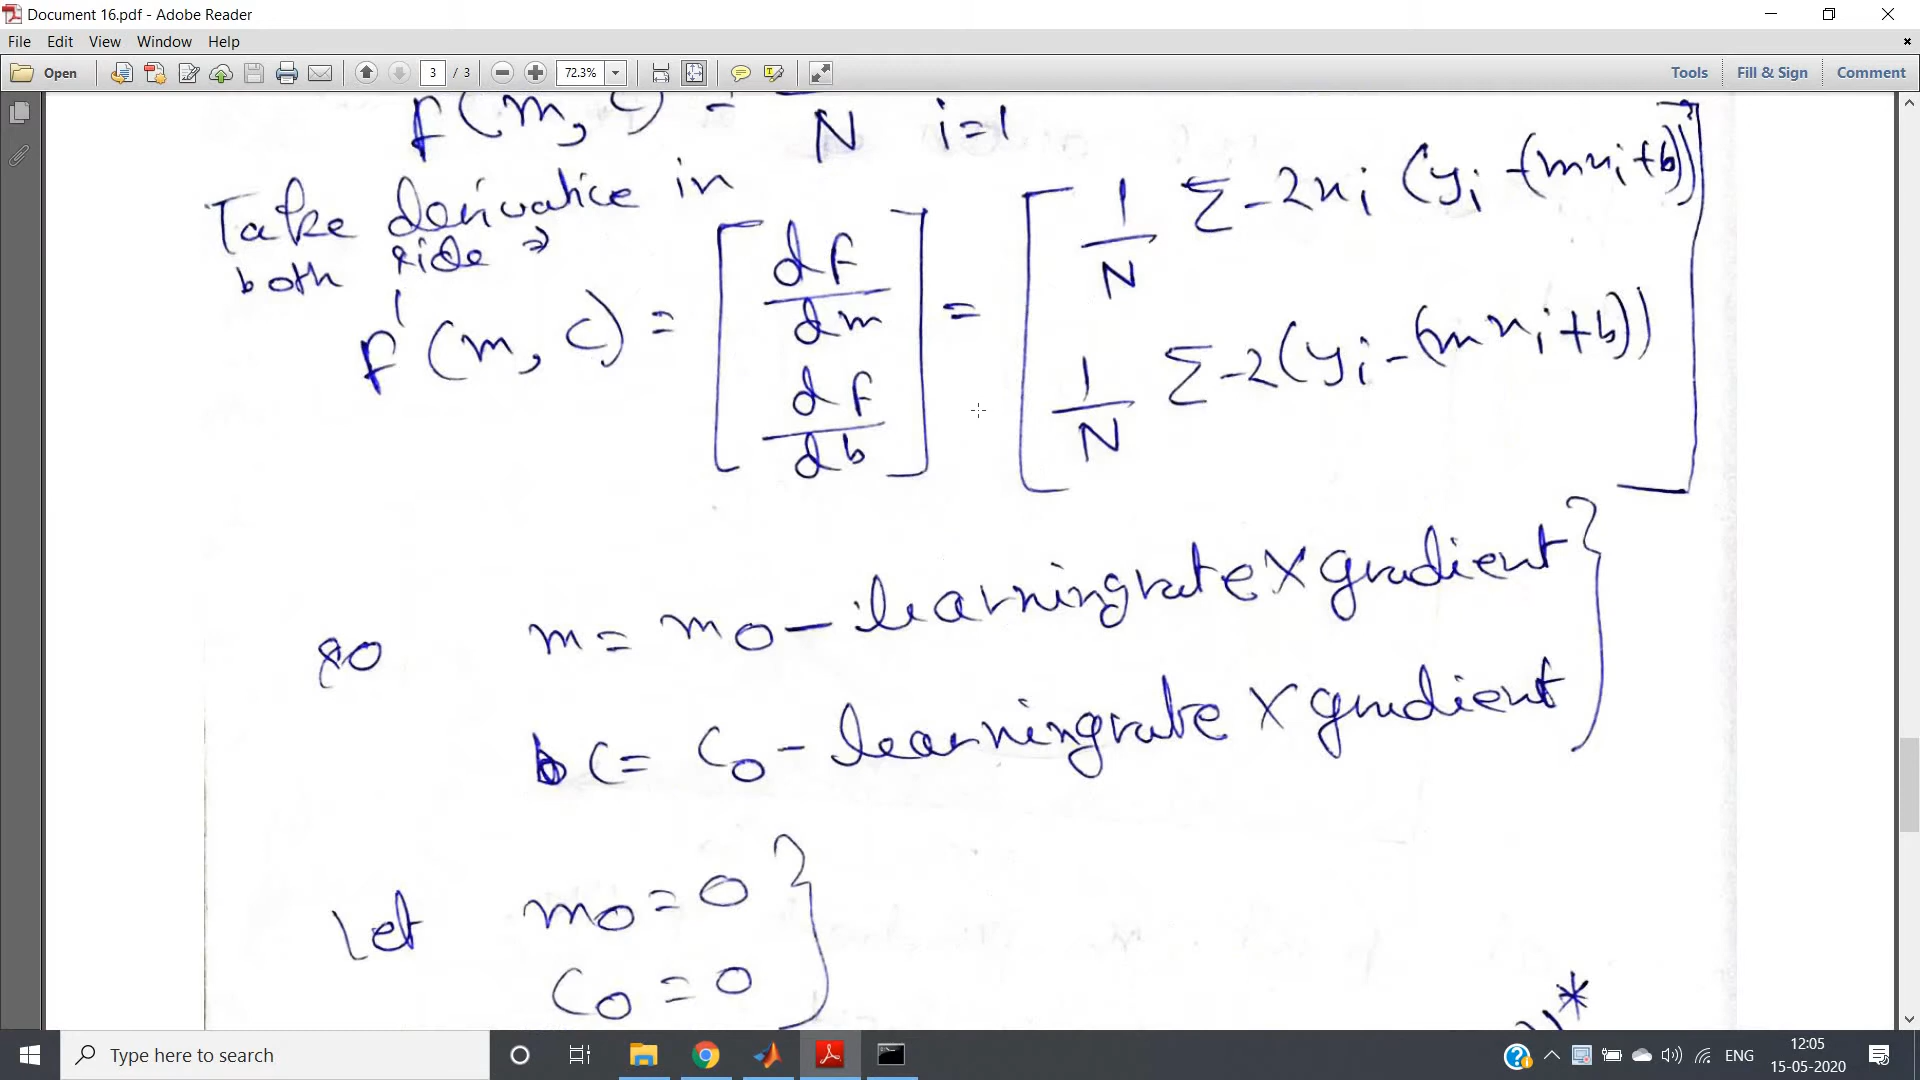 Document 16.pdf - Adobe Reader
File Edit View Window Help
Open 3 / 3 72.3% Tools Fill & Sign Comment
f(m, c) = N i=1
Take derivatice in
both side ⇒
f'(m, c) = [ df/dm df/db ] = [ 1/N Σ-2xi (yi -(mxi+b)) 1/N Σ-2(yi-(mxi+b)) ]
so m = m0 - learningrate X gradient }
b c = c0 - learningrate X gradient
Let m0 = 0 }
c0 = 0
*
Type here to search ENG 12:05
15-05-2020